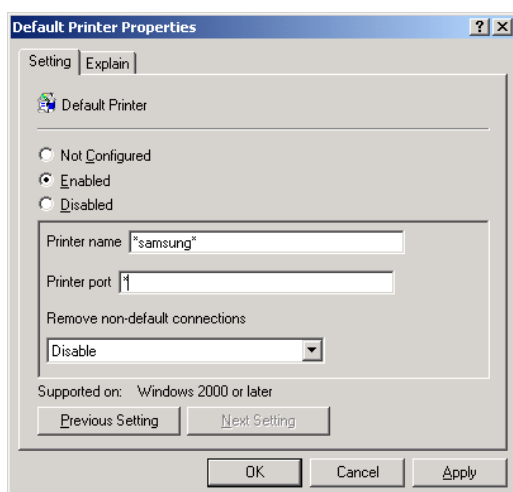 Default Printer Properties
Setting Explain
Default Printer
Not Configured
Enabled
Disabled
Printer name *samsung*
Printer port *
Remove non-default connections
Disable
Supported on: Windows 2000 or later
Previous Setting Next Setting
OK Cancel Apply